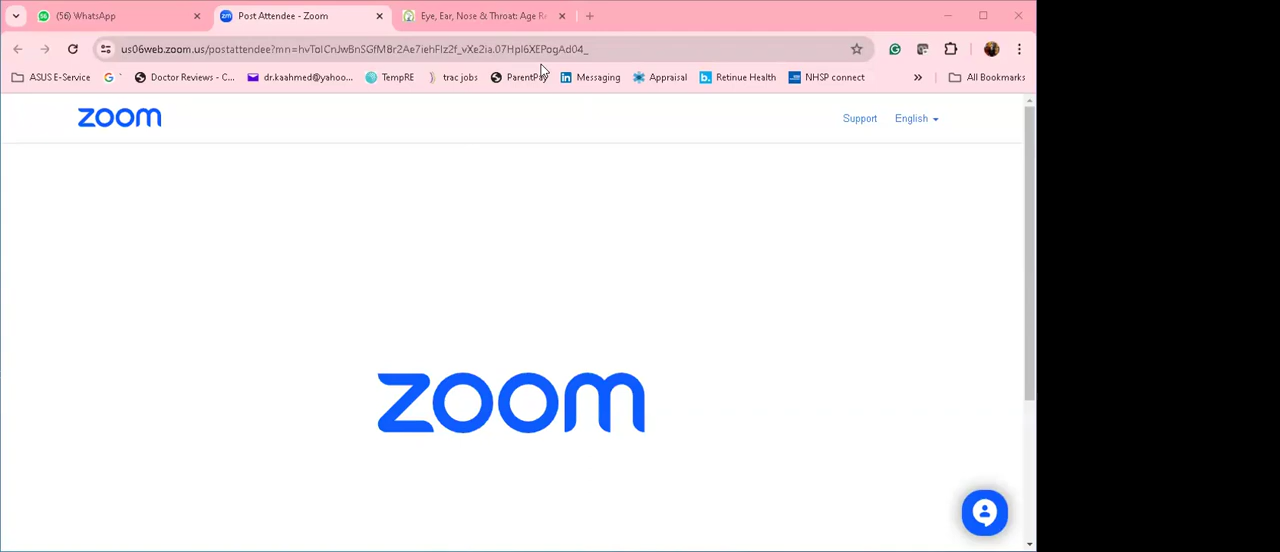 (56) WhatsApp
Post Attendee - Zoom
Eye, Ear, Nose & Throat: Age Re
us06web.zoom.us/postattendee?mn=
ASUS E-Service
Doctor Reviews - C...
dr.kaahmed@yahoo...
TempRE
trac jobs
ParentPay
Messaging
Appraisal
Retinue Health
NHSP connect
All Bookmarks
zoom
Support
English
zoom